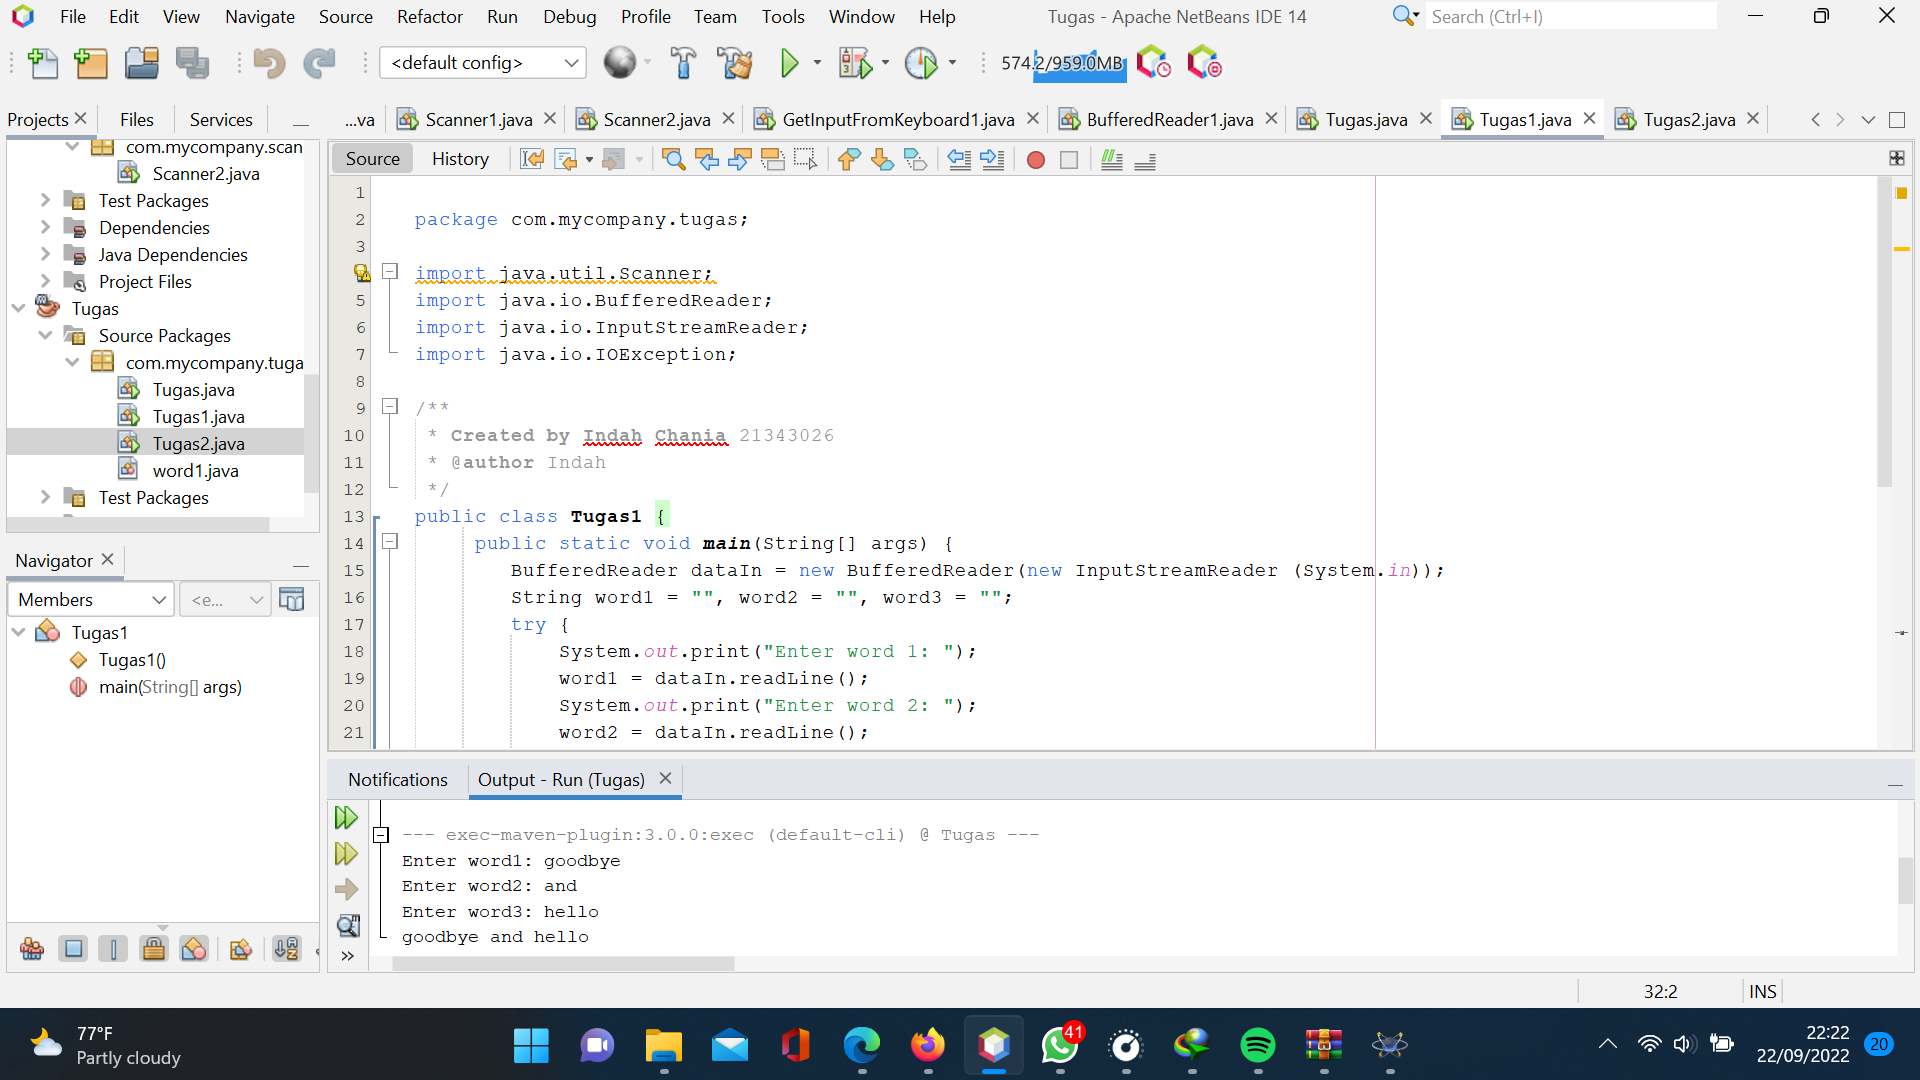 File Edit View Navigate Source Refactor Run Debug Profile Team Tools Window Help Tugas - Apache NetBeans IDE 14 Search (Ctrl+I)
<default config> 574.2/959.0MB
Projects Files Services ...va Scanner1.java Scanner2.java GetInputFromKeyboard1.java BufferedReader1.java Tugas.java Tugas1.java Tugas2.java
Source History
com.mycompany.scan
Scanner2.java
Test Packages
Dependencies
Java Dependencies
Project Files
Tugas
Source Packages
com.mycompany.tuga
Tugas.java
Tugas1.java
Tugas2.java
word1.java
Test Packages
Navigator
Members <e...
Tugas1
Tugas1()
main(String[] args)
1
2 package com.mycompany.tugas;
3
import java.util.Scanner;
5 import java.io.BufferedReader;
6 import java.io.InputStreamReader;
7 import java.io.IOException;
8
9 /**
10 * Created by Indah Chania 21343026
11 * @author Indah
12 */
13 public class Tugas1 {
14 public static void main(String[] args) {
15 BufferedReader dataIn = new BufferedReader(new InputStreamReader (System.in));
16 String word1 = "", word2 = "", word3 = "";
17 try {
18 System.out.print("Enter word 1: ");
19 word1 = dataIn.readLine();
20 System.out.print("Enter word 2: ");
21 word2 = dataIn.readLine();
Notifications Output - Run (Tugas)
--- exec-maven-plugin:3.0.0:exec (default-cli) @ Tugas ---
Enter word1: goodbye
Enter word2: and
Enter word3: hello
goodbye and hello
32:2 INS
77°F
Partly cloudy
41
22:22
22/09/2022
20